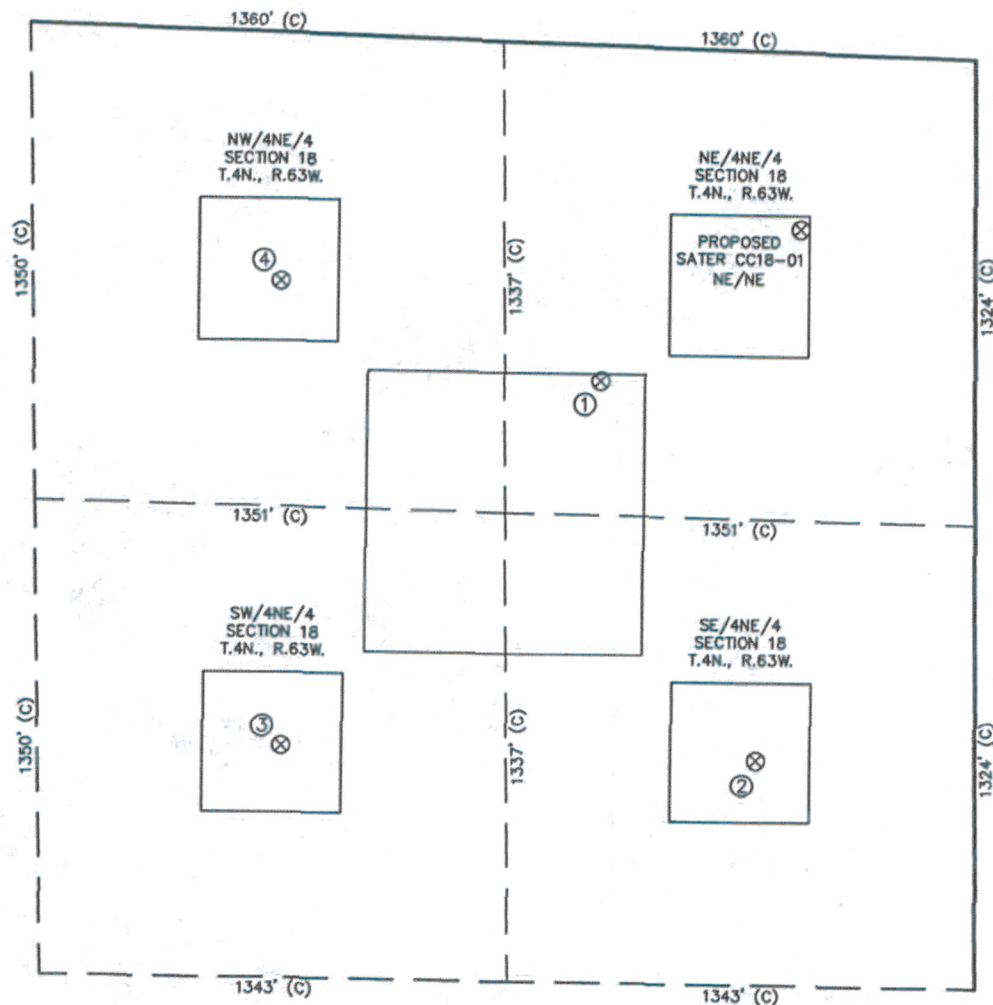 1360' (C)
1360' (C)
NW/4NE/4
SECTION 18
T.4N., R.63W.
NE/4NE/4
SECTION 18
T.4N., R.63W.
1350' (C)
1337' (C)
1324' (C)
4
PROPOSED
SATER CC18-01
NE/NE
1
1351' (C)
1351' (C)
SW/4NE/4
SECTION 18
T.4N., R.63W.
SE/4NE/4
SECTION 18
T.4N., R.63W.
1350' (C)
1337' (C)
1324' (C)
3
2
1343' (C)
1343' (C)